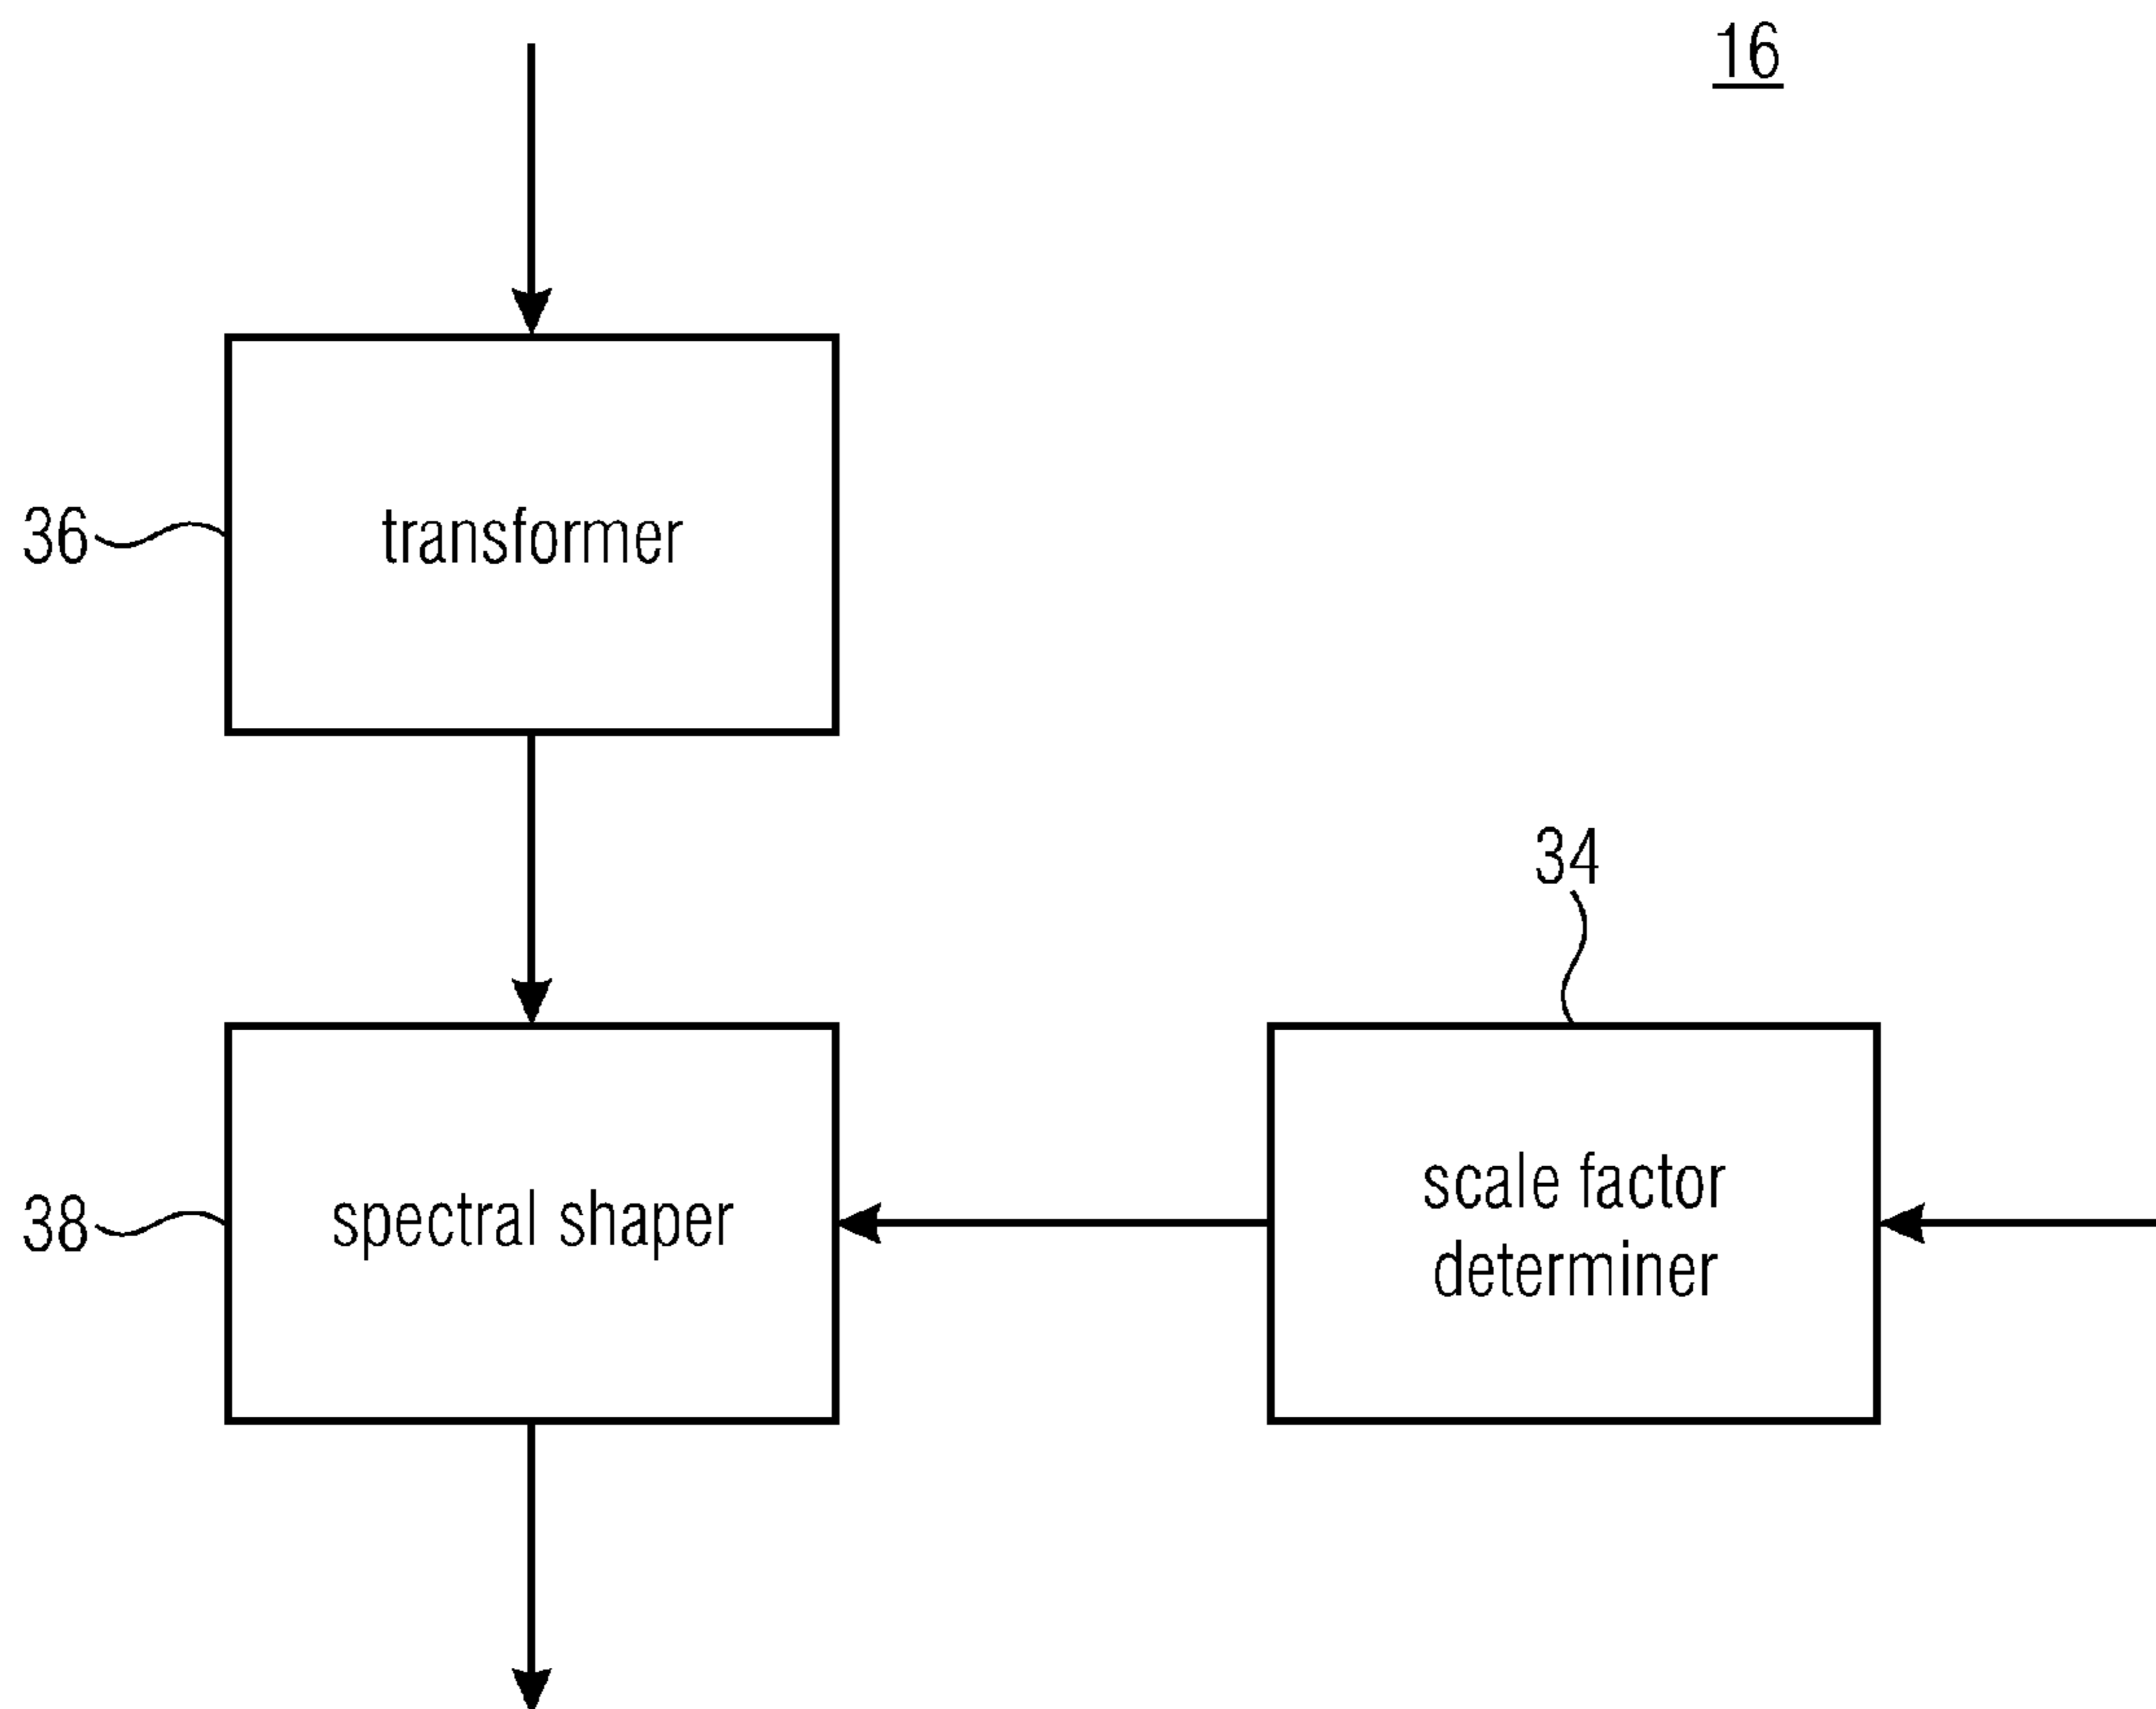 16
36
transformer
34
38
spectral shaper
scale factor
determiner